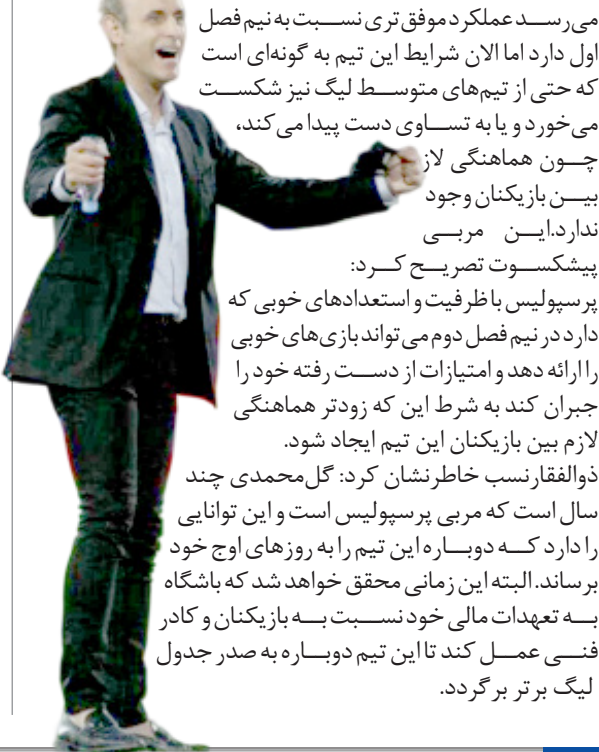 می‌رسد عملکرد موفق تری نسبت به نیم فصل
اول دارد اما الان شرایط این تیم به گونه‌ای است
که حتی از تیم‌های متوسط لیگ نیز شکست
می‌خورد و یا به تساوی دست پیدا می‌کند،
چون هماهنگی لاز
بین بازیکنان وجود
ندارد.این مربی
پیشکسوت تصریح کرد:
پرسپولیس با ظرفیت و استعدادهای خوبی که
دارد در نیم فصل دوم می‌تواند بازی‌های خوبی
را ارائه دهد و امتیازات از دست رفته خود را
جبران کند به شرط این که زودتر هماهنگی
لازم بین بازیکنان این تیم ایجاد شود.
ذوالفقارنسب خاطرنشان کرد: گل‌محمدی چند
سال است که مربی پرسپولیس است و این توانایی
را دارد که دوباره این تیم را به روزهای اوج خود
برساند. البته این زمانی محقق خواهد شد که باشگاه
به تعهدات مالی خود نسبت به بازیکنان و کادر
فنی عمل کند تا این تیم دوباره به صدر جدول
لیگ برتر برگردد.